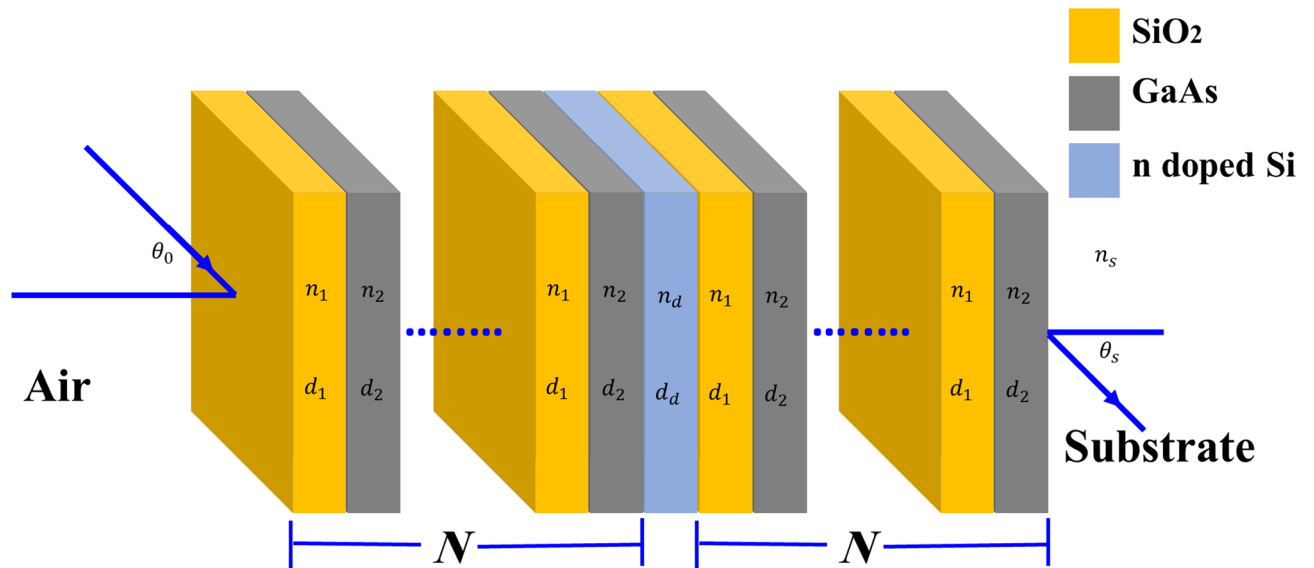 SiO2
GaAs
n doped Si
θ0
n1 n2 n1 n2 nd n1 n2 n1 n2 ns
Air
d1 d2 d1 d2 dd d1 d2 d1 d2 θs
Substrate
N N